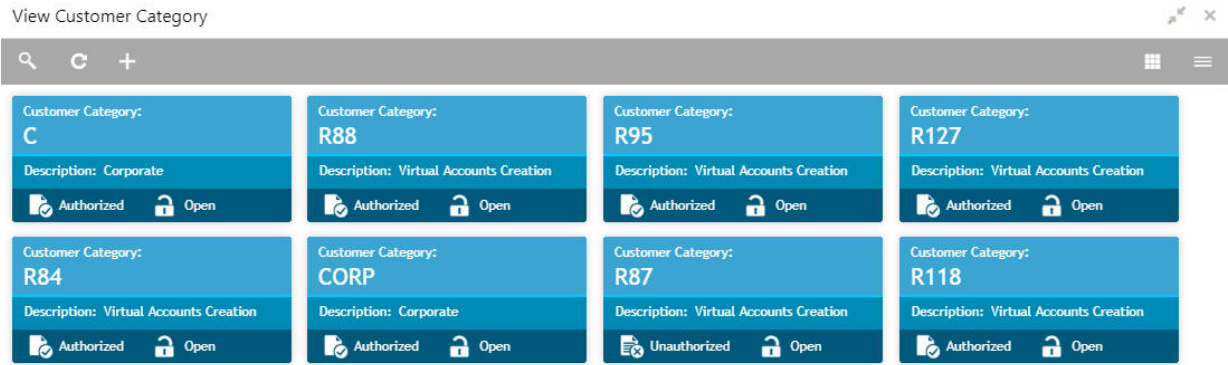 View Customer Category
Customer Category:
C
Description: Corporate
Authorized Open
Customer Category:
R88
Description: Virtual Accounts Creation
Authorized Open
Customer Category:
R95
Description: Virtual Accounts Creation
Authorized Open
Customer Category:
R127
Description: Virtual Accounts Creation
Authorized Open
Customer Category:
R84
Description: Virtual Accounts Creation
Authorized Open
Customer Category:
CORP
Description: Corporate
Authorized Open
Customer Category:
R87
Description: Virtual Accounts Creation
Unauthorized Open
Customer Category:
R118
Description: Virtual Accounts Creation
Authorized Open